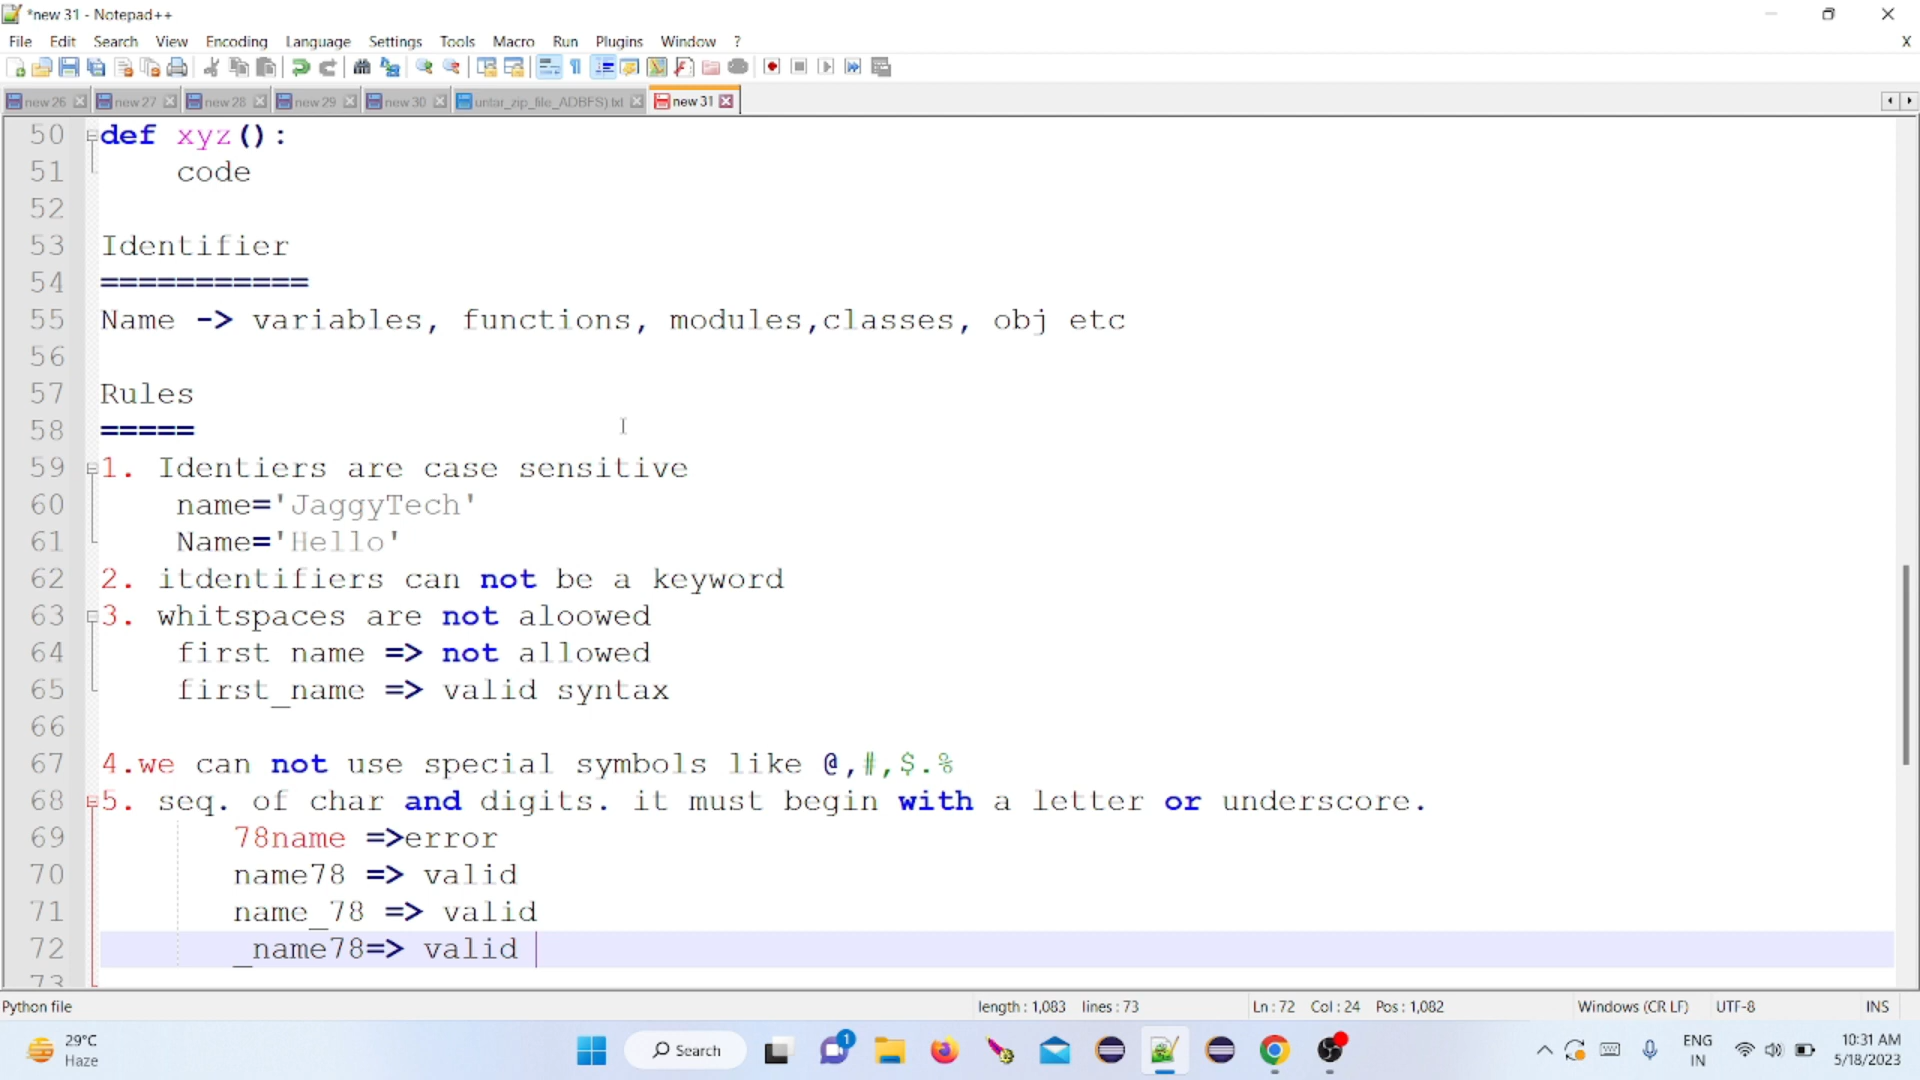 *new 31 - Notepad++
File Edit Search View Encoding Language Settings Tools Macro Run Plugins Window ? X
new 26 new 27 new 28 new 29 new 30 untar_zip_file_ADBFS).txt new 31
50 def xyz():
51 code
52
53 Identifier
54 ===========
55 Name -> variables, functions, modules,classes, obj etc
56
57 Rules
58 =====
59 1. Identiers are case sensitive
60 name='JaggyTech'
61 Name='Hello'
62 2. itdentifiers can not be a keyword
63 3. whitspaces are not aloowed
64 first name => not allowed
65 first_name => valid syntax
66
67 4.we can not use special symbols like @,#,$.%
68 5. seq. of char and digits. it must begin with a letter or underscore.
69 78name =>error
70 name78 => valid
71 name_78 => valid
72 _name78=> valid
73
Python file length : 1,083 lines : 73 Ln : 72 Col : 24 Pos : 1,082 Windows (CR LF) UTF-8 INS
29°C
Haze
Search
1
ENG
IN
10:31 AM
5/18/2023